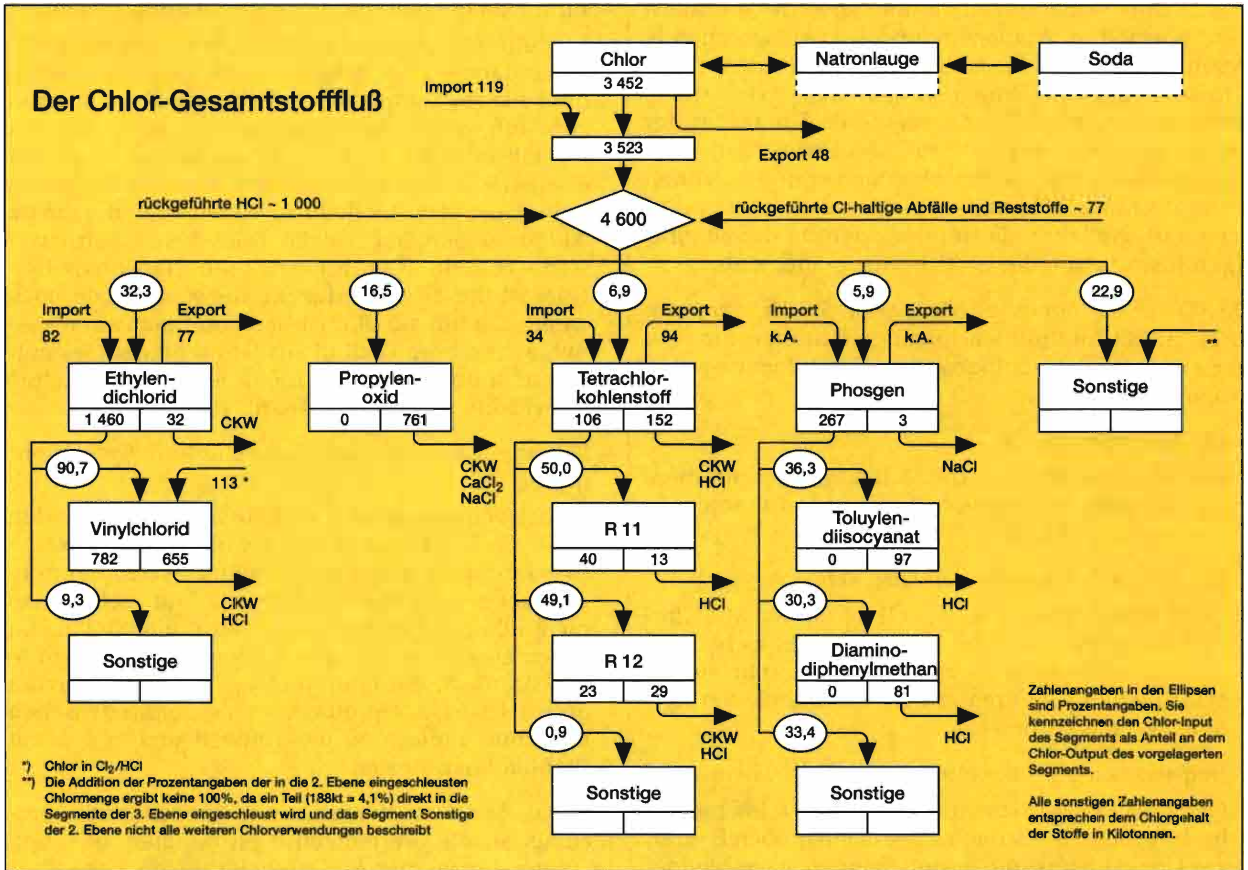 Der Chlor-Gesamtstofffluß
Chlor
3 452
Natronlauge
Soda
Import 119
3 523
Export 48
rückgeführte HCl ~ 1 000
4 600
rückgeführte Cl-haltige Abfälle und Reststoffe ~ 77
32,3
16,5
6,9
5,9
22,9
Import
82
Export
77
Import
34
Export
94
Import
k.A.
Export
k.A.
**
Ethylen-
dichlorid
1 460 32
CKW
Propylen-
oxid
0 761
CKW
CaCl2
NaCl
Tetrachlor-
kohlenstoff
106 152
CKW
HCl
Phosgen
267 3
NaCl
Sonstige
90,7
113 *
50,0
36,3
Vinylchlorid
782 655
CKW
HCl
R 11
40 13
HCl
Toluylen-
diisocyanat
0 97
HCl
9,3
49,1
30,3
Sonstige
R 12
23 29
CKW
HCl
Diamino-
diphenylmethan
0 81
HCl
0,9
33,4
Sonstige
Sonstige
*) Chlor in Cl2/HCl
**) Die Addition der Prozentangaben der in die 2. Ebene eingeschleusten
Chlormenge ergibt keine 100%, da ein Teil (188kt = 4,1%) direkt in die
Segmente der 3. Ebene eingeschleust wird und das Segment Sonstige
der 2. Ebene nicht alle weiteren Chlorverwendungen beschreibt
Zahlenangaben in den Ellipsen
sind Prozentangaben. Sie
kennzeichnen den Chlor-Input
des Segments als Anteil an dem
Chlor-Output des vorgelagerten
Segments.
Alle sonstigen Zahlenangaben
entsprechen dem Chlorgehalt
der Stoffe in Kilotonnen.